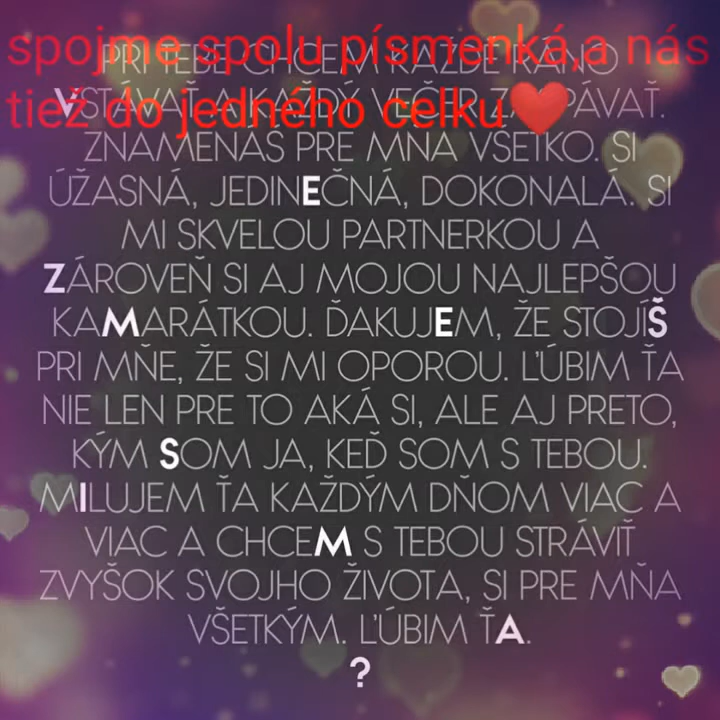 spojme spolu písmenká,a nás
tiež do jedného celku❤️
PRI TEBE CHCEM KAŽDÉ RÁNO
VSTÁVAŤ A KAŽDÝ VEČER ZASPÁVAŤ.
ZNAMENÁŠ PRE MŇA VŠETKO. SI
ÚŽASNÁ, JEDINEČNÁ, DOKONALÁ. SI
MI SKVELOU PARTNERKOU A
ZÁROVEŇ SI AJ MOJOU NAJLEPŠOU
KAMARÁTKOU. ĎAKUJEM, ŽE STOJÍŠ
PRI MŇE, ŽE SI MI OPOROU. ĽÚBIM ŤA
NIE LEN PRE TO AKÁ SI, ALE AJ PRETO,
KÝM SOM JA, KEĎ SOM S TEBOU.
MILUJEM ŤA KAŽDÝM DŇOM VIAC A
VIAC A CHCEM S TEBOU STRÁVIŤ
ZVYŠOK SVOJHO ŽIVOTA, SI PRE MŇA
VŠETKÝM. ĽÚBIM ŤA.
?